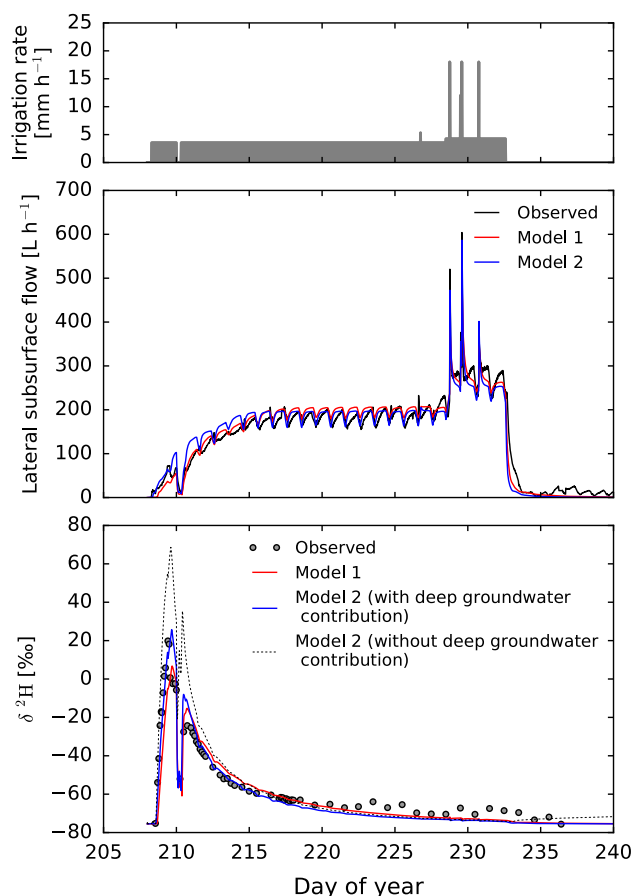 25
20
15
10
5
0
Irrigation rate
[mm h⁻¹]
700
600
500
400
300
200
100
0
Lateral subsurface flow [L h⁻¹]
Observed
Model 1
Model 2
80
60
40
20
0
−20
−40
−60
−80
δ ²H [‰]
Observed
Model 1
Model 2 (with deep groundwater
contribution)
Model 2 (without deep groundwater
contribution)
205 210 215 220 225 230 235 240
Day of year